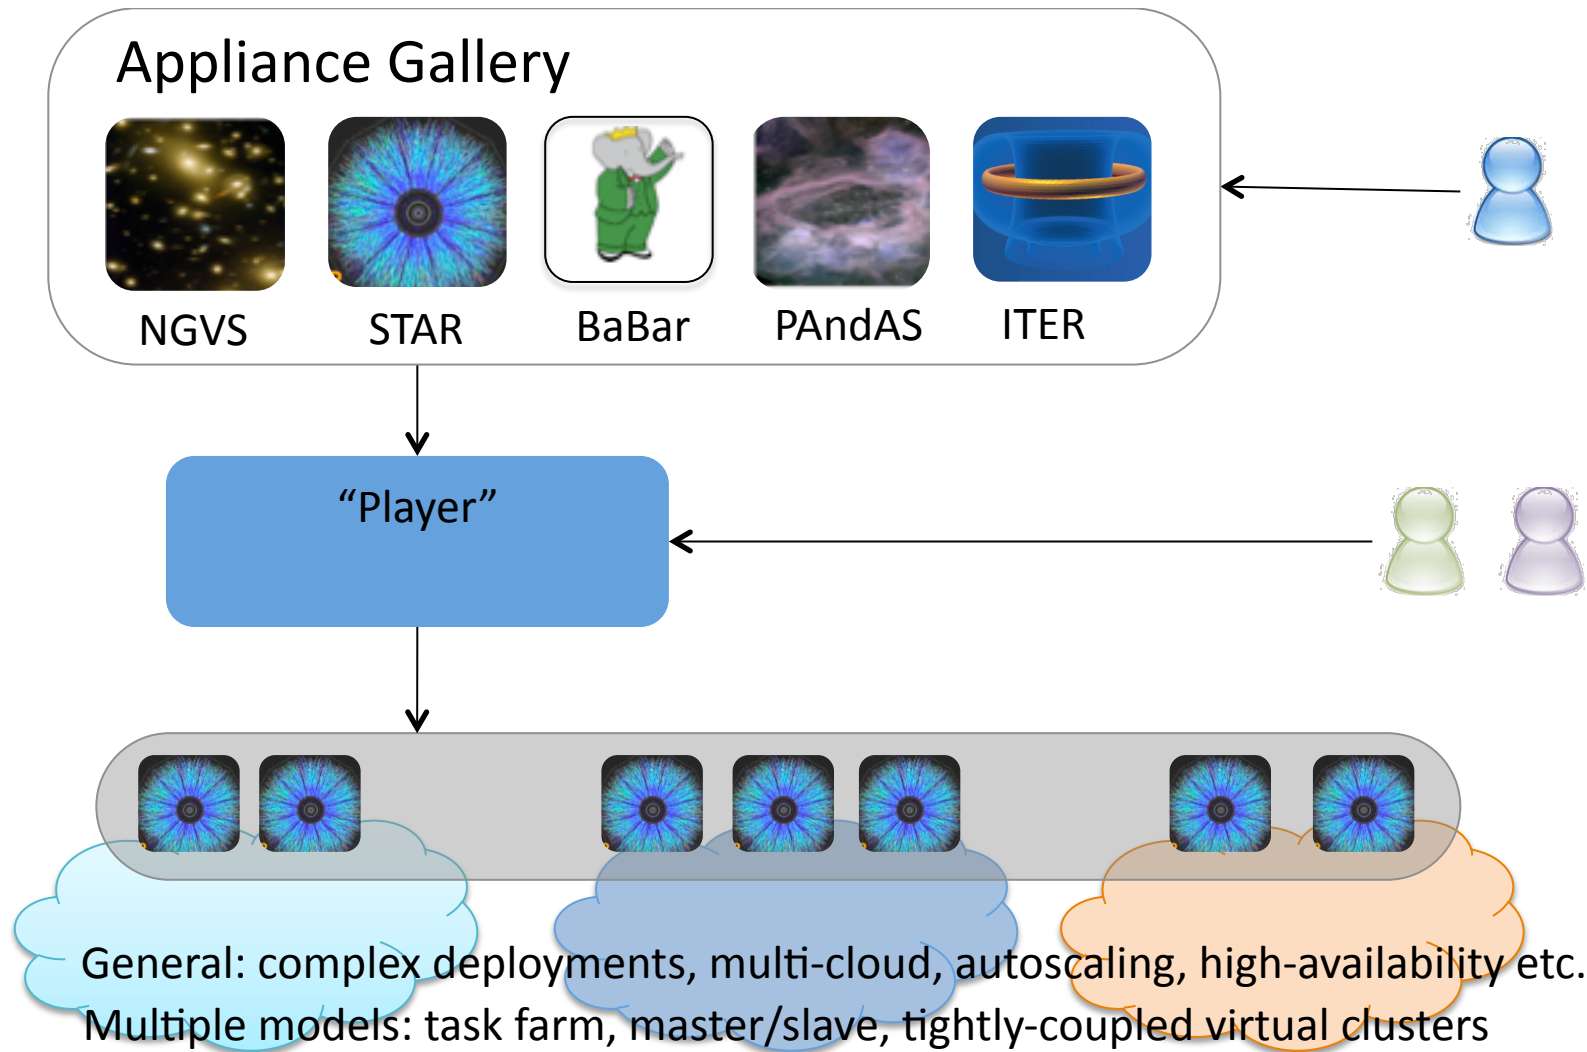 Appliance Gallery
NGVS
STAR
BaBar
PAndAS
ITER
“Player”
General: complex deployments, multi-cloud, autoscaling, high-availability etc.
Multiple models: task farm, master/slave, tightly-coupled virtual clusters